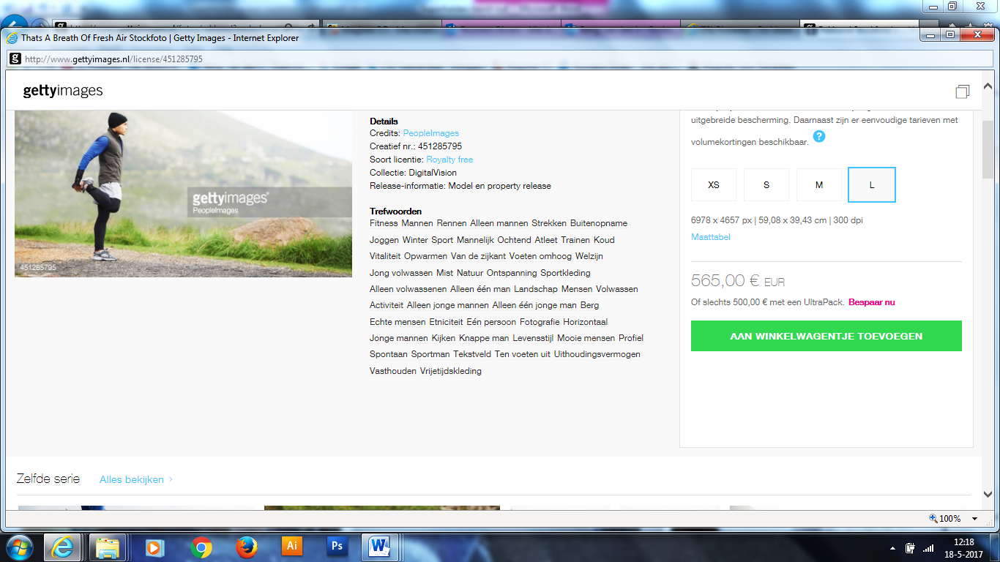 Thats A Breath Of Fresh Air Stockfoto | Getty Images - Internet Explorer
http://www.gettyimages.nl/license/451285795
gettyimages
gettyimages®
PeopleImages
451285795
Details
Credits: PeopleImages
Creatief nr.: 451285795
Soort licentie: Royalty free
Collectie: DigitalVision
Release-informatie: Model en property release
Trefwoorden
Fitness Mannen Rennen Alleen mannen Strekken Buitenopname
Joggen Winter Sport Mannelijk Ochtend Atleet Trainen Koud
Vitaliteit Opwarmen Van de zijkant Voeten omhoog Welzijn
Jong volwassen Mist Natuur Ontspanning Sportkleding
Alleen volwassenen Alleen één man Landschap Mensen Volwassen
Activiteit Alleen jonge mannen Alleen één jonge man Berg
Echte mensen Etniciteit Eén persoon Fotografie Horizontaal
Jonge mannen Kijken Knappe man Levensstijl Mooie mensen Profiel
Spontaan Sportman Tekstveld Ten voeten uit Uithoudingsvermogen
Vasthouden Vrijetijdskleding
uitgebreide bescherming. Daarnaast zijn er eenvoudige tarieven met
volumekortingen beschikbaar. ?
XS S M L
6978 x 4657 px | 59,08 x 39,43 cm | 300 dpi
Maattabel
565,00 € EUR
Of slechts 500,00 € met een UltraPack. Bespaar nu
AAN WINKELWAGENTJE TOEVOEGEN
Zelfde serie Alles bekijken >
100%
Ai Ps W
12:18
18-5-2017